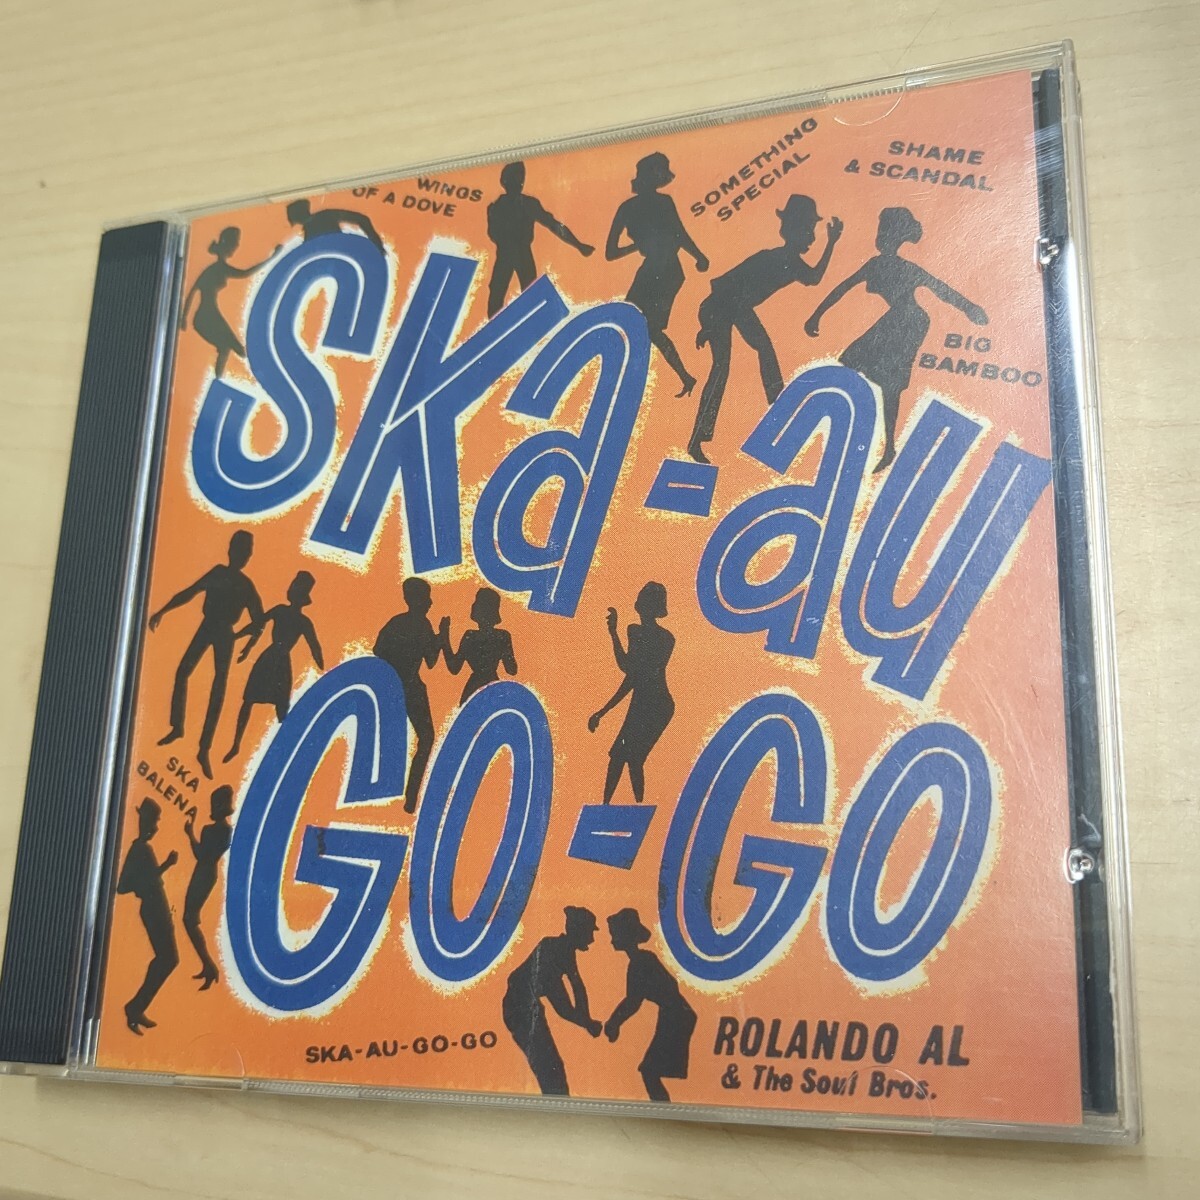 WINGS
OF A DOVE
SOMETHING
SPECIAL
SHAME
& SCANDAL
BIG
BAMBOO
SKA-AU
GO-GO
SKA
BALENA
SKA-AU-GO-GO
ROLANDO AL
& The Soul Bros.